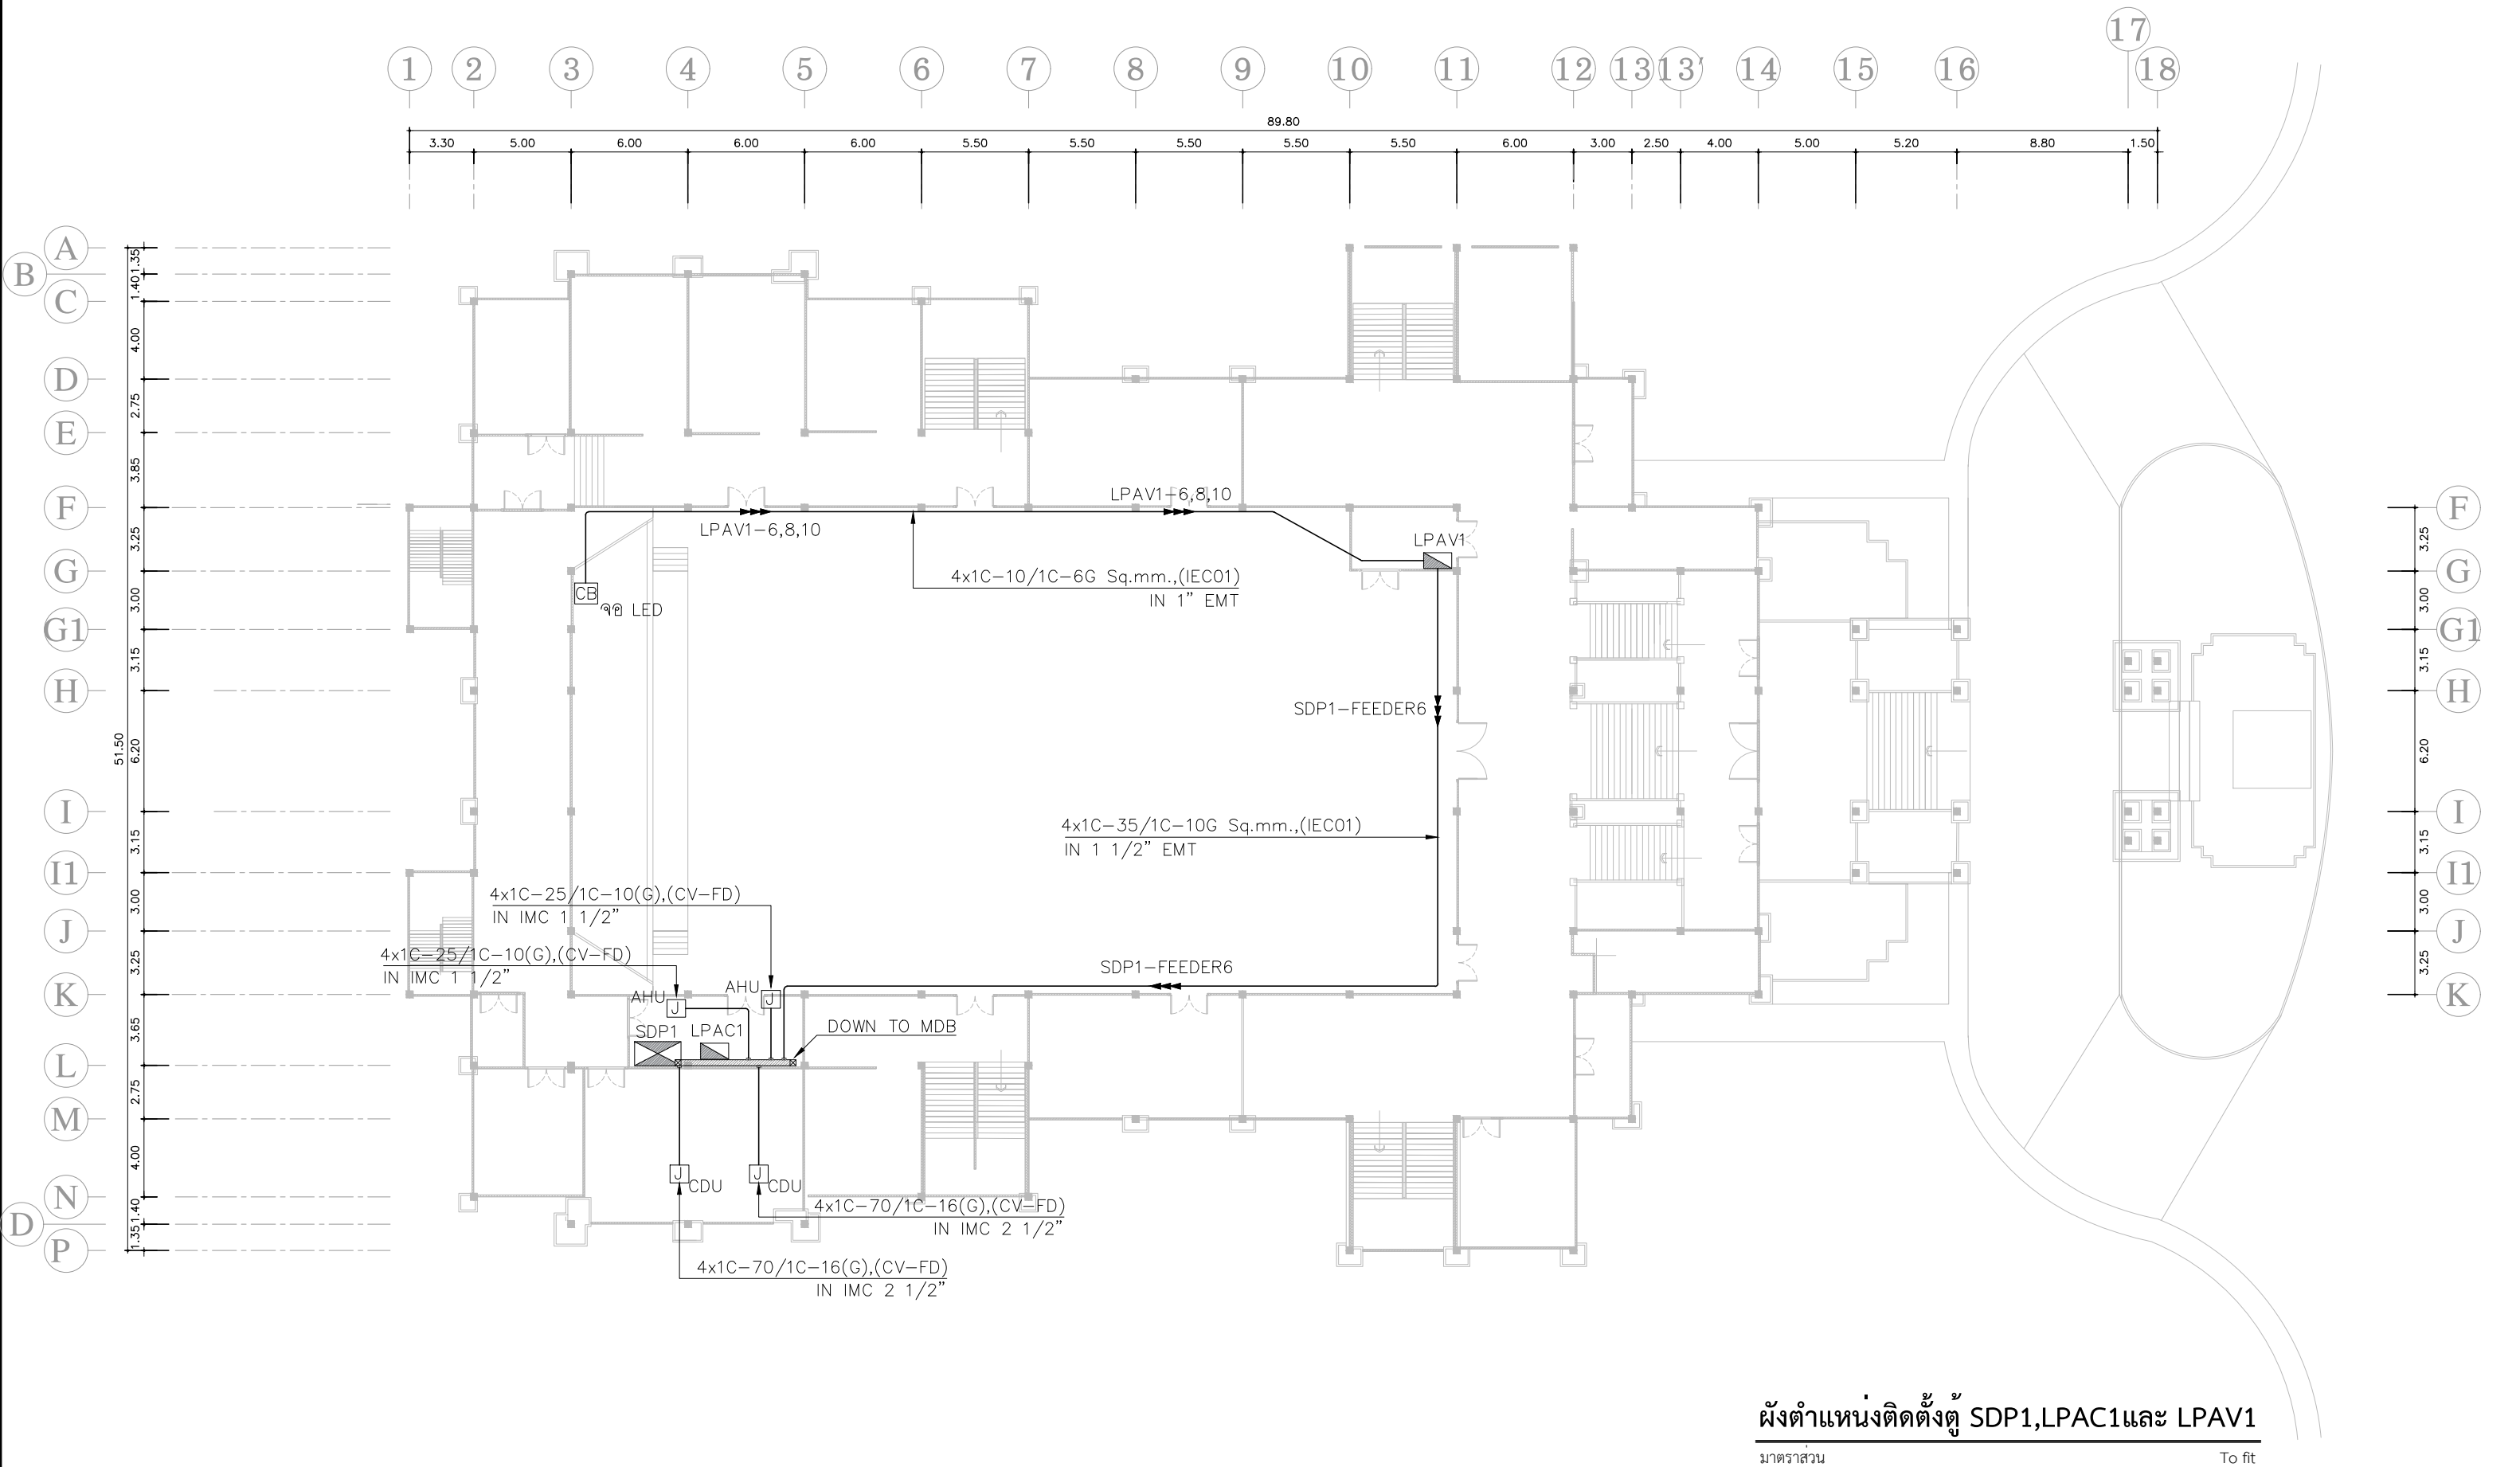 17
1 2 3 4 5 6 7 8 9 10 11 12 13 13' 14 15 16 18
89.80
3.30 5.00 6.00 6.00 6.00 5.50 5.50 5.50 5.50 5.50 6.00 3.00 2.50 4.00 5.00 5.20 8.80 1.50
A
1.35
B
1.40
C
4.00
D
2.75
E
3.85
LPAV1-6,8,10
F F
LPAV1-6,8,10
3.25 3.25
LPAV1
G G
4x1C-10/1C-6G Sq.mm.,(IEC01)
IN 1" EMT
CB
จอ LED
3.00 3.00
G1 G1
3.15 3.15
H H
SDP1-FEEDER6
51.50
6.20 6.20
I I
4x1C-35/1C-10G Sq.mm.,(IEC01)
IN 1 1/2" EMT
3.15 3.15
I1 I1
4x1C-25/1C-10(G),(CV-FD)
IN IMC 1 1/2"
3.00 3.00
J J
4x1C-25/1C-10(G),(CV-FD)
IN IMC 1 1/2"
3.25 3.25
SDP1-FEEDER6
K K
AHU J
AHU J
SDP1 LPAC1
DOWN TO MDB
3.65
L
2.75
M
4.00
J CDU
J CDU
N
4x1C-70/1C-16(G),(CV-FD)
IN IMC 2 1/2"
1.40
D
1.35
P
4x1C-70/1C-16(G),(CV-FD)
IN IMC 2 1/2"
ผังตำแหน่งติดตั้งตู้ SDP1,LPAC1และ LPAV1
มาตราส่วน To fit